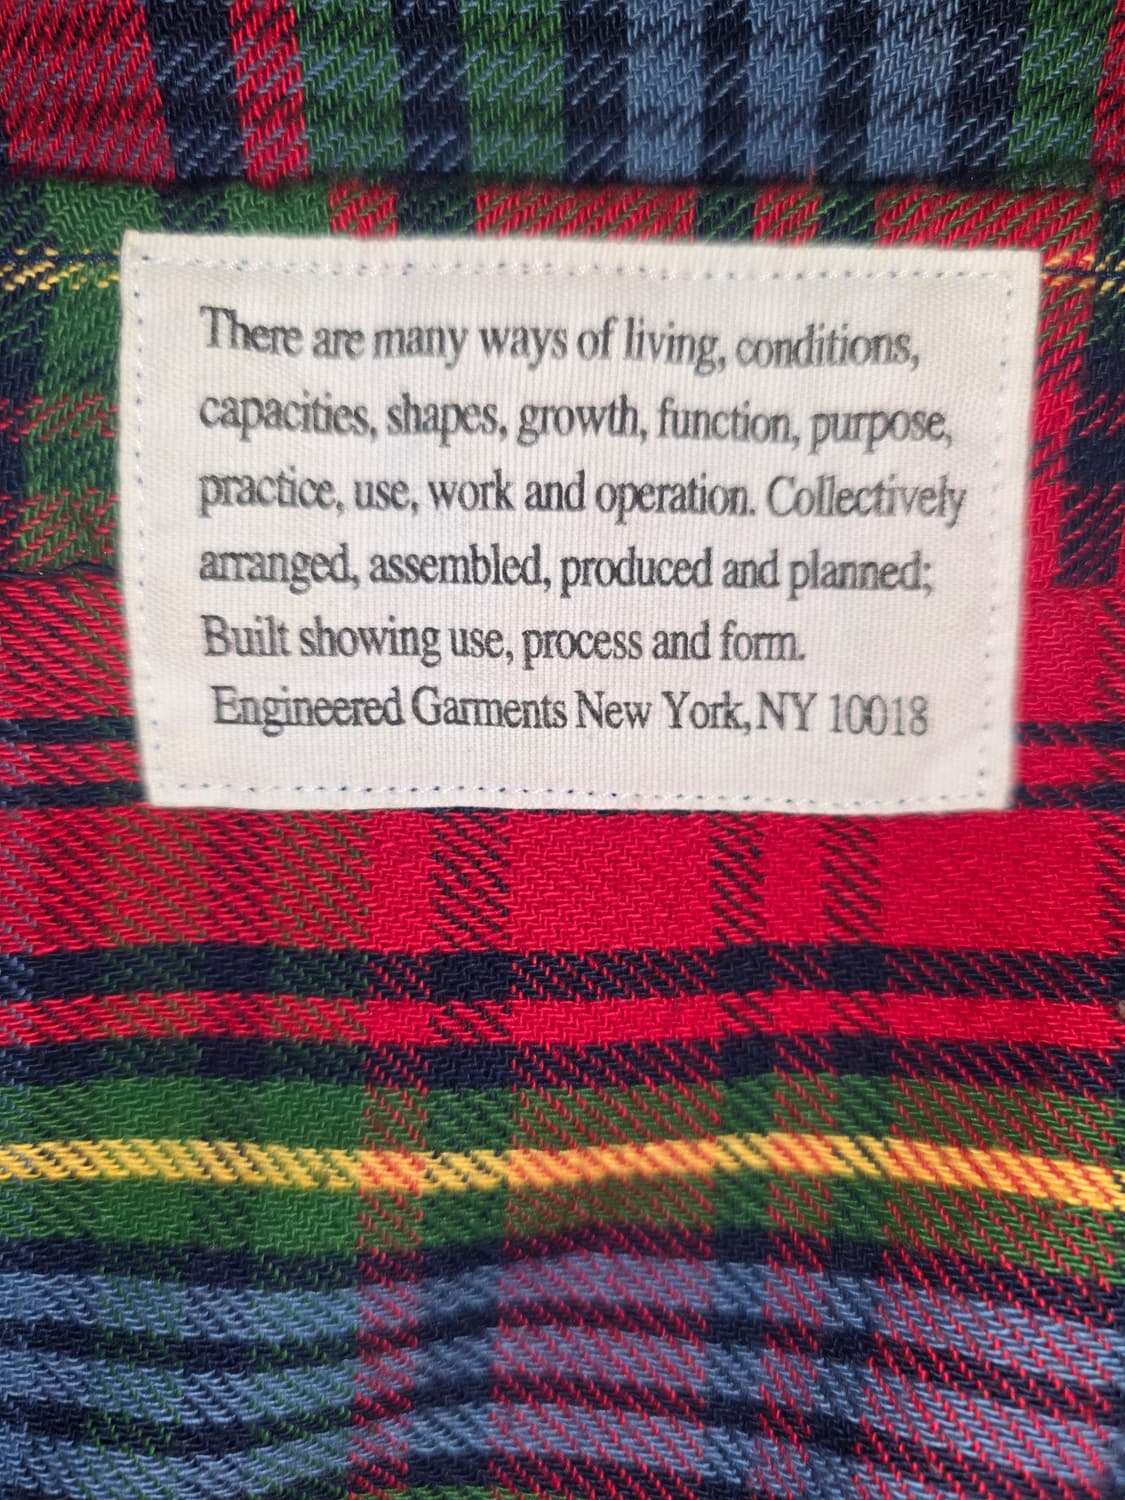 There are many ways of living, conditions,
capacities, shapes, growth, function, purpose,
practice, use, work and operation. Collectively
arranged, assembled, produced and planned;
Built showing use, process and form.
Engineered Garments New York, NY 10018